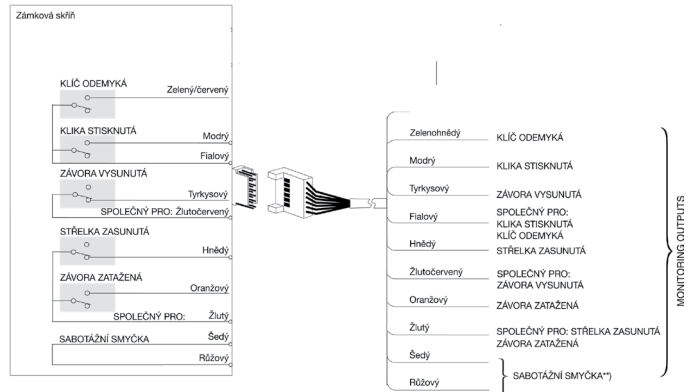 Zámková skříň
KLÍČ ODEMYKÁ
Zelený/červený
KLIKA STISKNUTÁ
Modrý
Fialový
ZÁVORA VYSUNUTÁ
Tyrkysový
SPOLEČNÝ PRO: Žlutočervený
STŘELKA ZASUNUTÁ
Hnědý
ZÁVORA ZATAŽENÁ
Oranžový
SPOLEČNÝ PRO: Žlutý
SABOTÁŽNÍ SMYČKA
Šedý
Růžový
Zelenohnědý
KLÍČ ODEMYKÁ
Modrý
KLIKA STISKNUTÁ
Tyrkysový
ZÁVORA VYSUNUTÁ
Fialový
SPOLEČNÝ PRO:
KLIKA STISKNUTÁ
KLÍČ ODEMYKÁ
Hnědý
STŘELKA ZASUNUTÁ
Žlutočervený
SPOLEČNÝ PRO:
ZÁVORA VYSUNUTÁ
Oranžový
ZÁVORA ZATAŽENÁ
Žlutý
SPOLEČNÝ PRO: STŘELKA ZASUNUTÁ
ZÁVORA ZATAŽENÁ
Šedý
SABOTÁŽNÍ SMYČKA**)
Růžový
MONITORING OUTPUTS